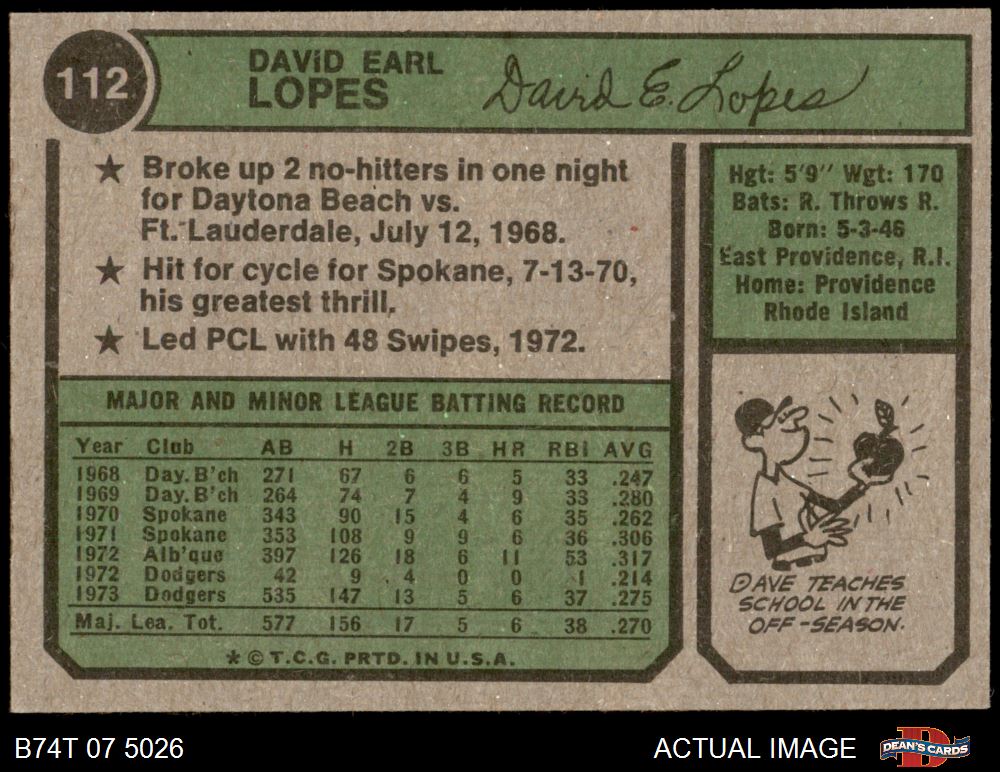 112
DAVID EARL
LOPES
David E. Lopes
★ Broke up 2 no-hitters in one night
for Daytona Beach vs.
Ft. Lauderdale, July 12, 1968.
★ Hit for cycle for Spokane, 7-13-70,
his greatest thrill.
★ Led PCL with 48 Swipes, 1972.
Hgt: 5'9" Wgt: 170
Bats: R. Throws R.
Born: 5-3-46
East Providence, R.I.
Home: Providence
Rhode Island
MAJOR AND MINOR LEAGUE BATTING RECORD
Year Club AB H 2B 3B HR RBI AVG
1968 Day. B'ch 271 67 6 6 5 33 .247
1969 Day. B'ch 264 74 7 4 9 33 .280
1970 Spokane 343 90 15 4 6 35 .262
1971 Spokane 353 108 9 9 6 36 .306
1972 Alb'que 397 126 18 6 11 53 .317
1972 Dodgers 42 9 4 0 0 1 .214
1973 Dodgers 535 147 13 5 6 37 .275
Maj. Lea. Tot. 577 156 17 5 6 38 .270
* © T.C.G. PRTD. IN U.S.A.
DAVE TEACHES
SCHOOL IN THE
OFF-SEASON.
B74T 07 5026
ACTUAL IMAGE
D
DEAN'S CARDS